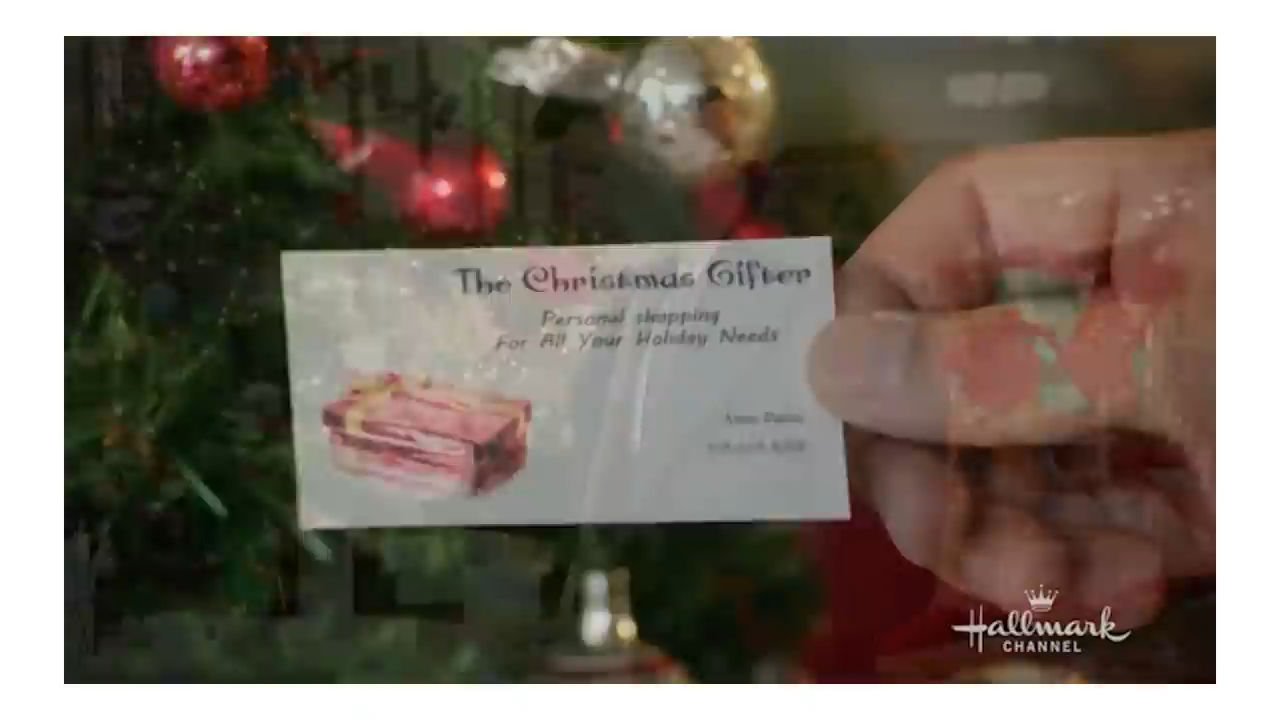 The Christmas Gifter
Personal shopping
For All Your Holiday Needs
Hallmark
CHANNEL